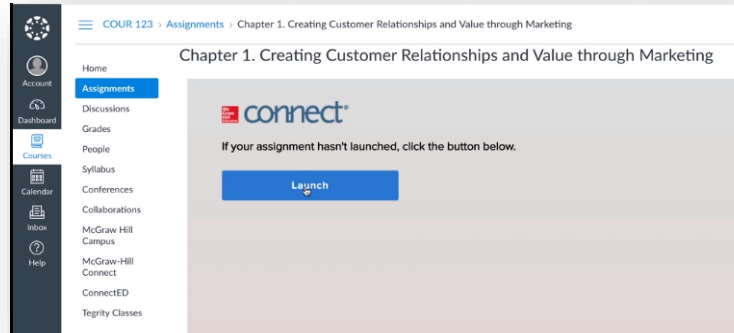 COUR 123 › Assignments › Chapter 1. Creating Customer Relationships and Value through Marketing
Chapter 1. Creating Customer Relationships and Value through Marketing
Account
Dashboard
Courses
Calendar
Inbox
Help
Home
Assignments
Discussions
Grades
People
Syllabus
Conferences
Collaborations
McGraw Hill
Campus
McGraw-Hill
Connect
ConnectED
Tegrity Classes
connect
If your assignment hasn't launched, click the button below.
Launch